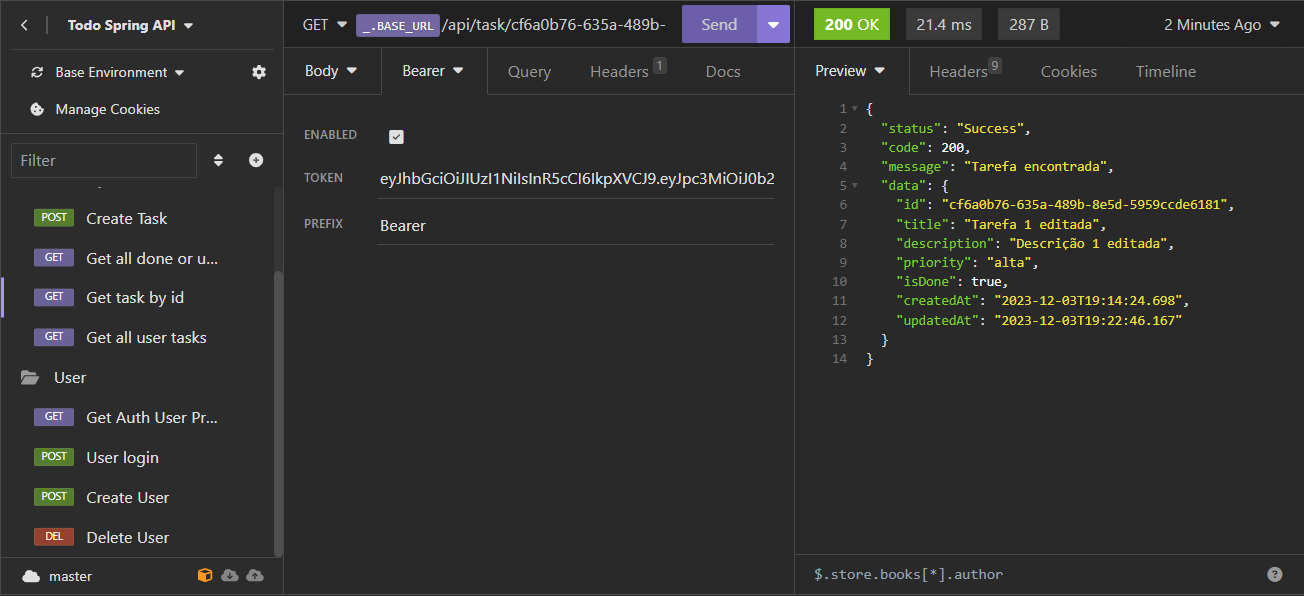 Todo Spring API
Base Environment
Manage Cookies
Filter
POST Create Task
GET Get all done or u...
GET Get task by id
GET Get all user tasks
User
GET Get Auth User Pr...
POST User login
POST Create User
DEL Delete User
master
GET _.BASE_URL /api/task/cf6a0b76-635a-489b- Send
Body Bearer Query Headers 1 Docs
ENABLED
TOKEN eyJhbGciOiJIUzI1NiIsInR5cCI6IkpXVCJ9.eyJpc3MiOiJ0b2
PREFIX Bearer
200 OK 21.4 ms 287 B 2 Minutes Ago
Preview Headers 9 Cookies Timeline
1 {
2 "status": "Success",
3 "code": 200,
4 "message": "Tarefa encontrada",
5 "data": {
6 "id": "cf6a0b76-635a-489b-8e5d-5959ccde6181",
7 "title": "Tarefa 1 editada",
8 "description": "Descrição 1 editada",
9 "priority": "alta",
10 "isDone": true,
11 "createdAt": "2023-12-03T19:14:24.698",
12 "updatedAt": "2023-12-03T19:22:46.167"
13 }
14 }
$.store.books[*].author
?